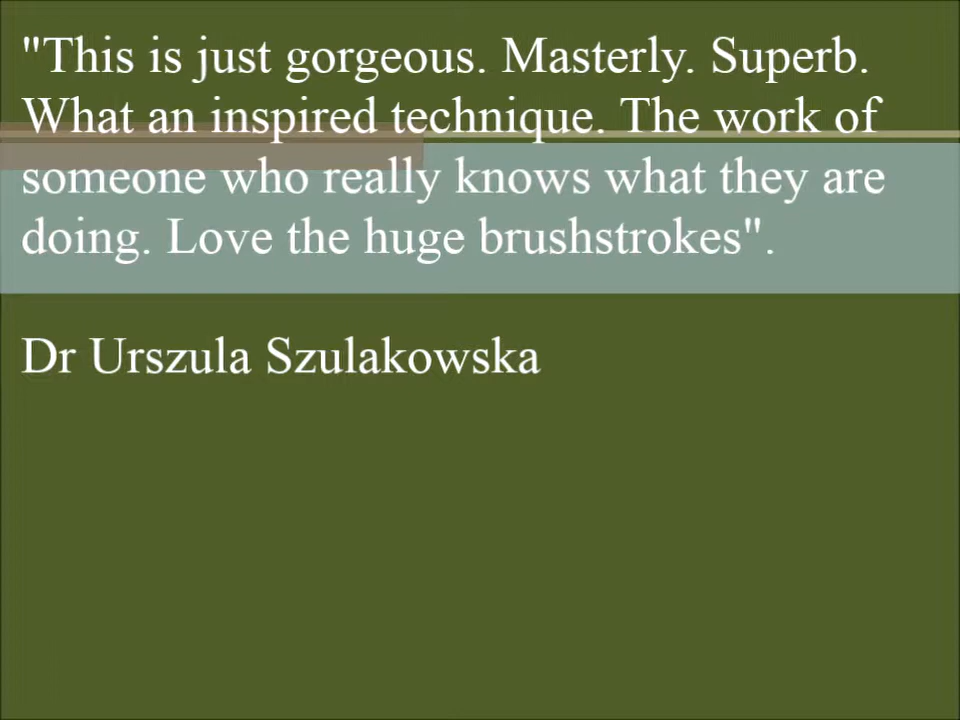 "This is just gorgeous. Masterly. Superb.
What an inspired technique. The work of
someone who really knows what they are
doing. Love the huge brushstrokes".
Dr Urszula Szulakowska